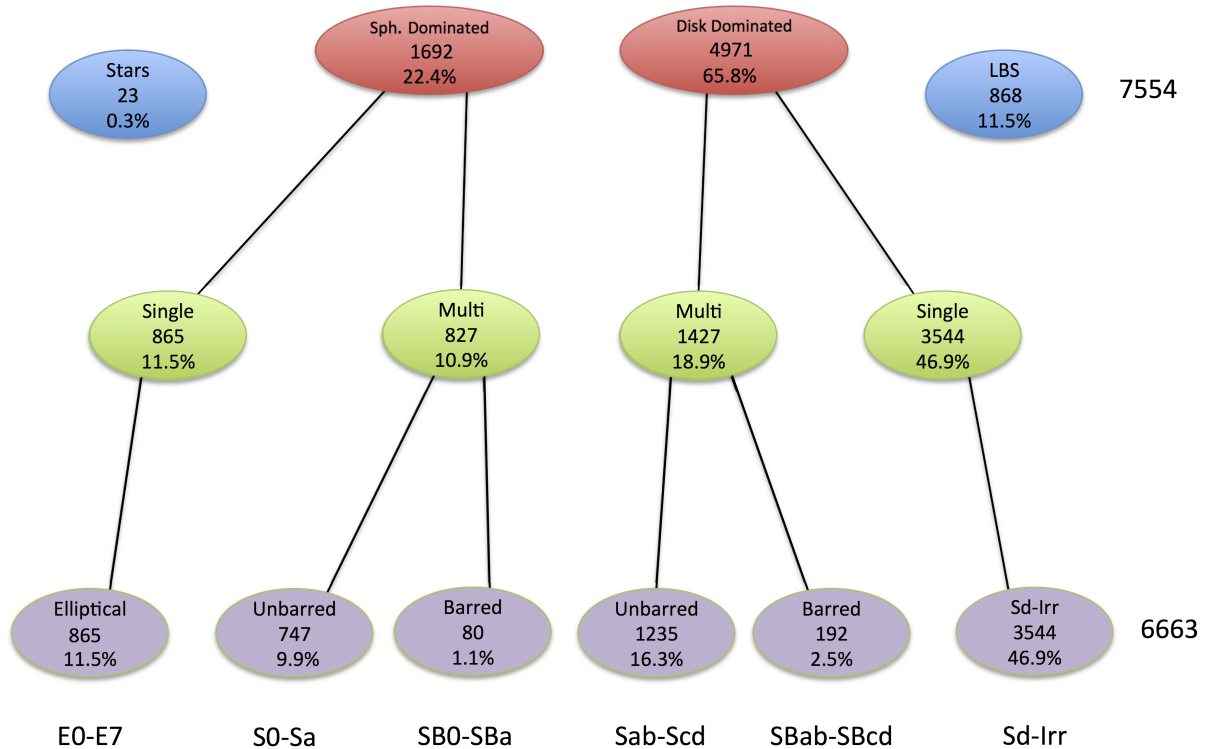 Sph. Dominated
1692
22.4%
Disk Dominated
4971
65.8%
Stars
23
0.3%
LBS
868
11.5%
7554
Single
865
11.5%
Multi
827
10.9%
Multi
1427
18.9%
Single
3544
46.9%
Elliptical
865
11.5%
Unbarred
747
9.9%
Barred
80
1.1%
Unbarred
1235
16.3%
Barred
192
2.5%
Sd-Irr
3544
46.9%
6663
E0-E7
S0-Sa
SB0-SBa
Sab-Scd
SBab-SBcd
Sd-Irr